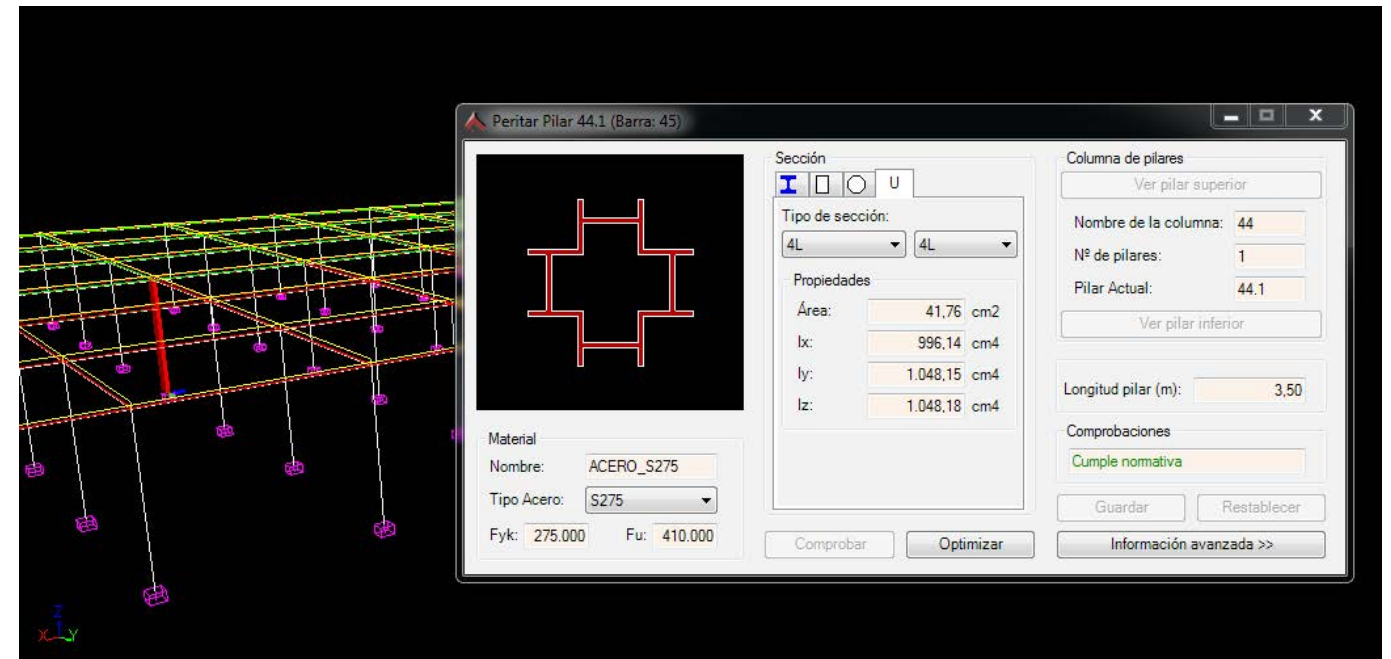 Peritar Pilar 44.1 (Barra: 45)
Sección
U
Tipo de sección:
4L 4L
Propiedades
Área: 41,76 cm2
Ix: 996,14 cm4
Iy: 1.048,15 cm4
Iz: 1.048,18 cm4
Material
Nombre: ACERO_S275
Tipo Acero: S275
Fyk: 275.000 Fu: 410.000
Comprobar Optimizar
Columna de pilares
Ver pilar superior
Nombre de la columna: 44
Nº de pilares: 1
Pilar Actual: 44.1
Ver pilar inferior
Longitud pilar (m): 3,50
Comprobaciones
Cumple normativa
Guardar Restablecer
Información avanzada >>
Z
X Y